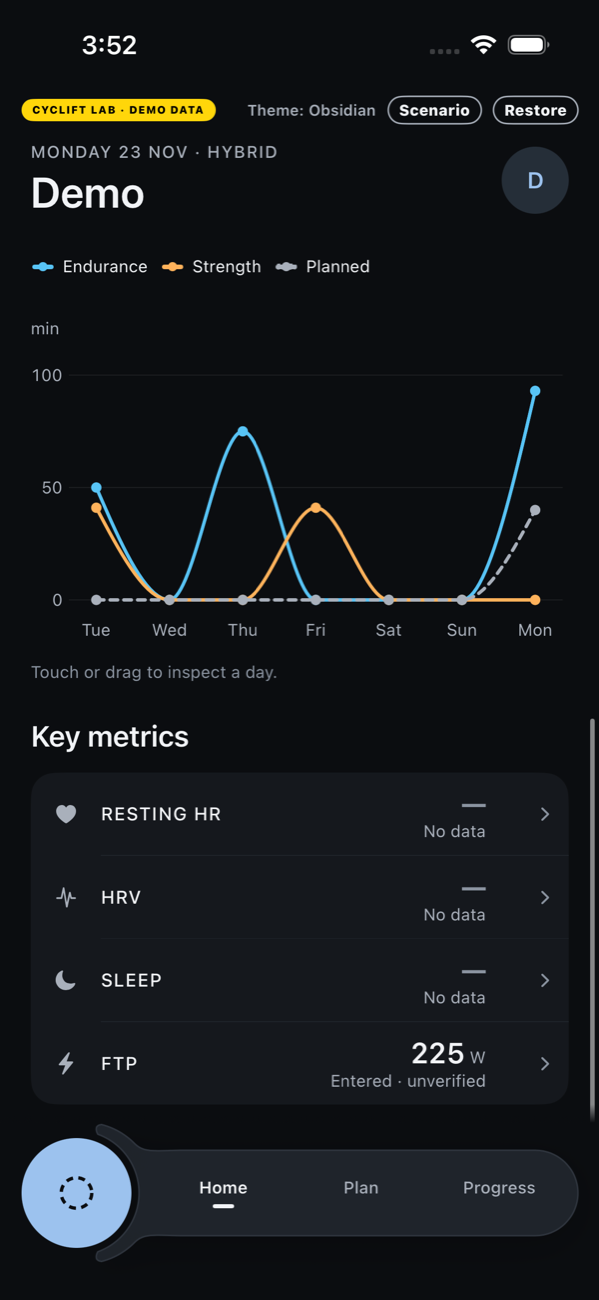 3:52
CYCLIFT LAB · DEMO DATA Theme: Obsidian Scenario Restore
MONDAY 23 NOV · HYBRID
Demo
D
Endurance Strength Planned
min
100
50
0
Tue Wed Thu Fri Sat Sun Mon
Touch or drag to inspect a day.
Key metrics
RESTING HR —
No data
HRV —
No data
SLEEP —
No data
FTP 225 W
Entered · unverified
Home Plan Progress